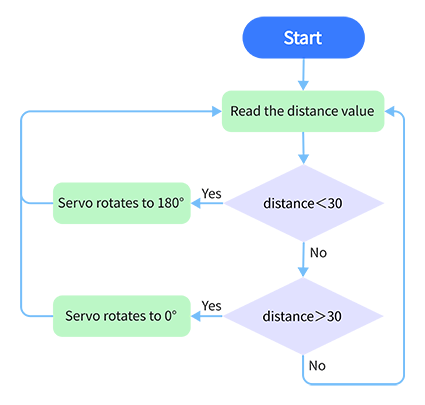 Start
Read the distance value
distance<30
Yes
Servo rotates to 180°
No
distance>30
Yes
Servo rotates to 0°
No